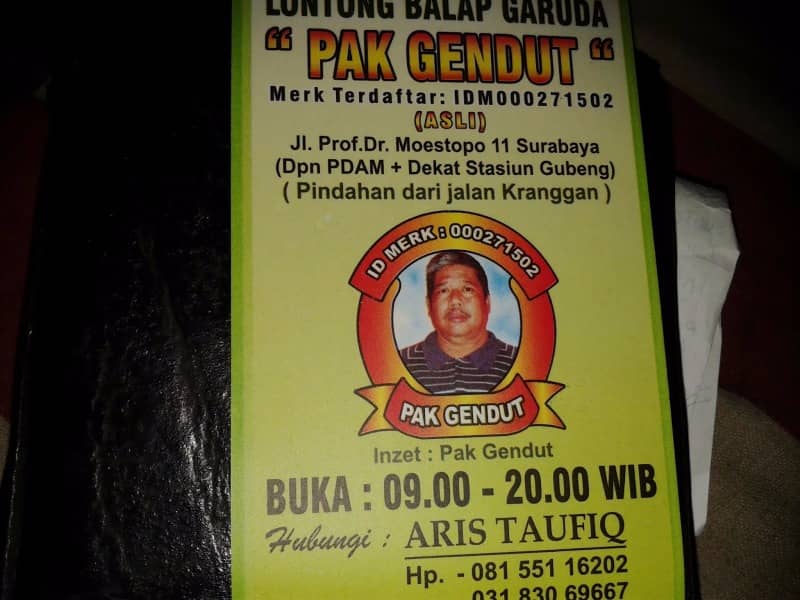 LONTONG BALAP GARUDA
“ PAK GENDUT “
Merk Terdaftar: IDM000271502
(ASLI)
Jl. Prof.Dr. Moestopo 11 Surabaya
(Dpn PDAM + Dekat Stasiun Gubeng)
( Pindahan dari jalan Kranggan )
ID MERK : 000271502
PAK GENDUT
Inzet : Pak Gendut
BUKA : 09.00 - 20.00 WIB
Hubungi : ARIS TAUFIQ
Hp. - 081 551 16202
031 830 69667